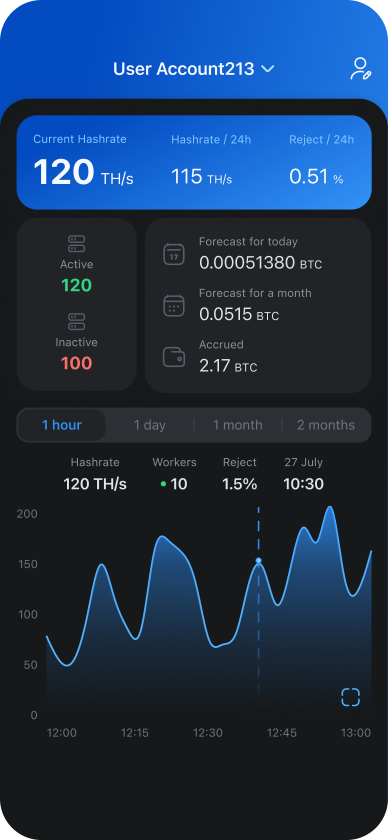 User Account213
Current Hashrate Hashrate / 24h Reject / 24h
120 TH/s 115 TH/s 0.51 %
Active
120
Inactive
100
17
Forecast for today
0.00051380 BTC
Forecast for a month
0.0515 BTC
Accrued
2.17 BTC
1 hour 1 day 1 month 2 months
Hashrate Workers Reject 27 July
120 TH/s 10 1.5% 10:30
200
150
100
50
0
12:00 12:15 12:30 12:45 13:00